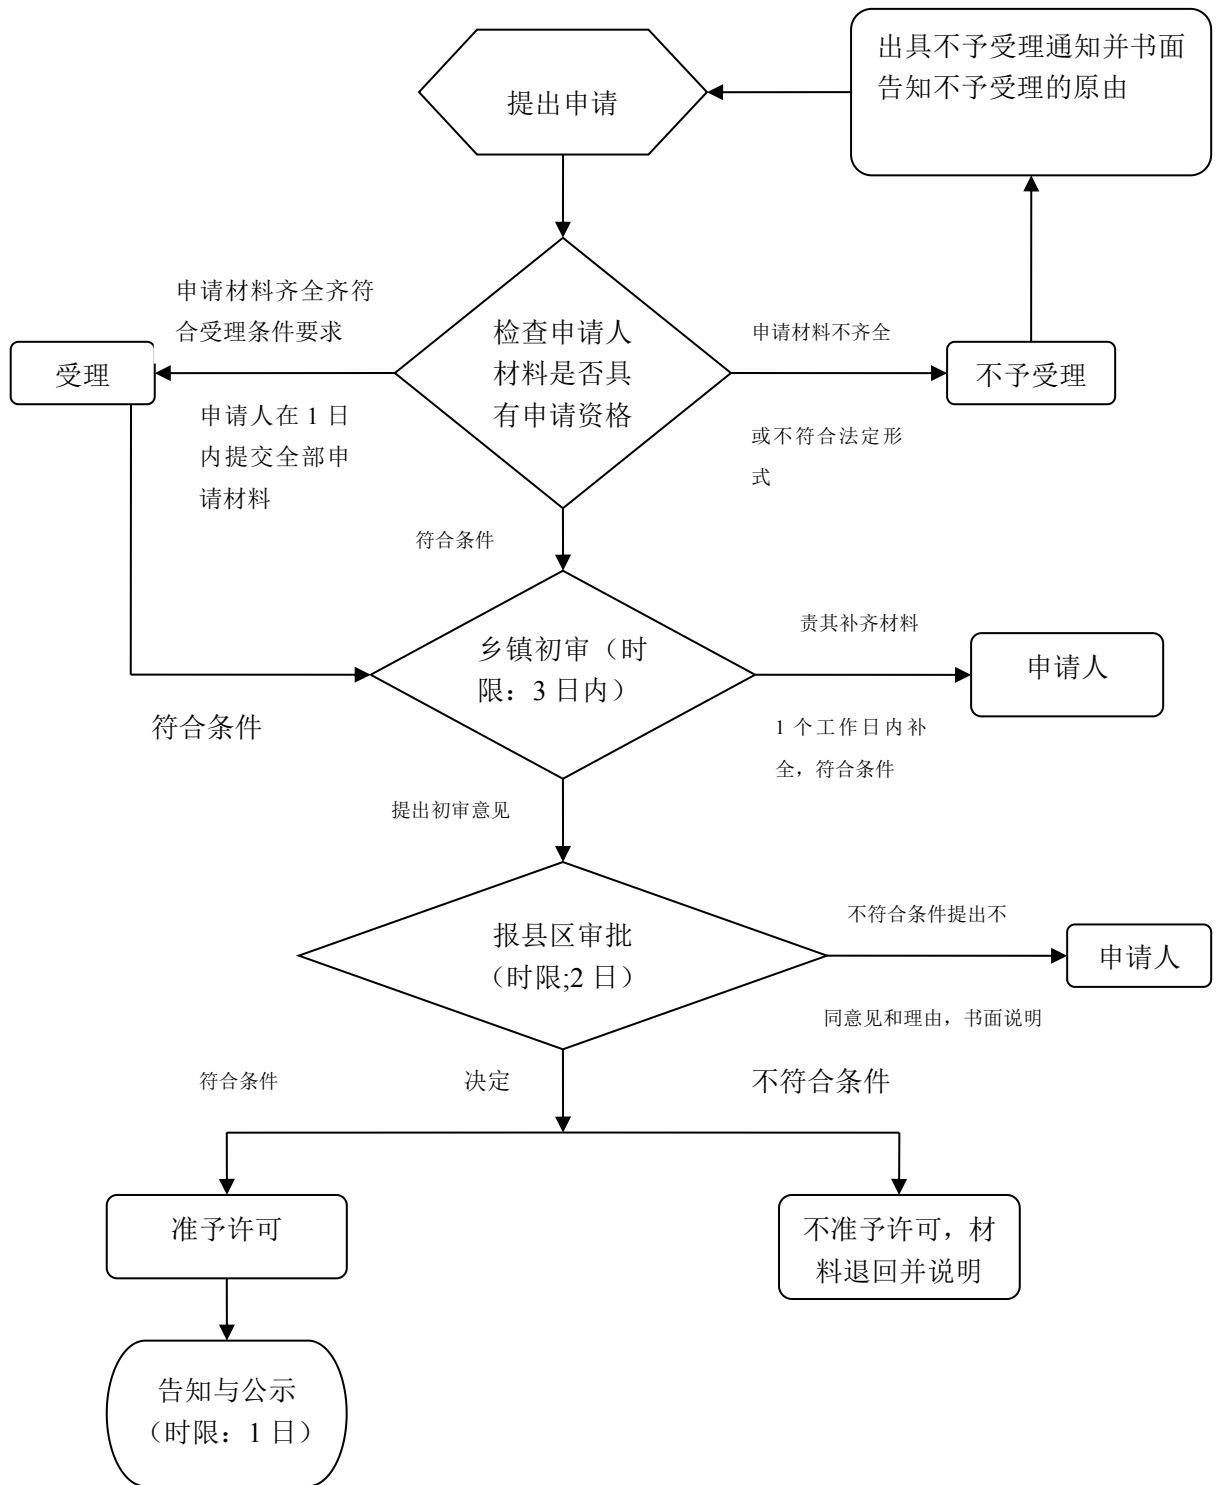 出具不予受理通知并书面
告知不予受理的原由
提出申请
申请材料齐全齐符
合受理条件要求
检查申请人
材料是否具
有申请资格
申请材料不齐全
受理
不予受理
申请人在 1 日
内提交全部申
请材料
或不符合法定形
式
符合条件
乡镇初审（时
限：3 日内）
责其补齐材料
申请人
符合条件
1 个工作日内补
全，符合条件
提出初审意见
报县区审批
（时限;2 日）
不符合条件提出不
申请人
同意见和理由，书面说明
符合条件
决定
不符合条件
准予许可
不准予许可，材
料退回并说明
告知与公示
（时限：1 日）